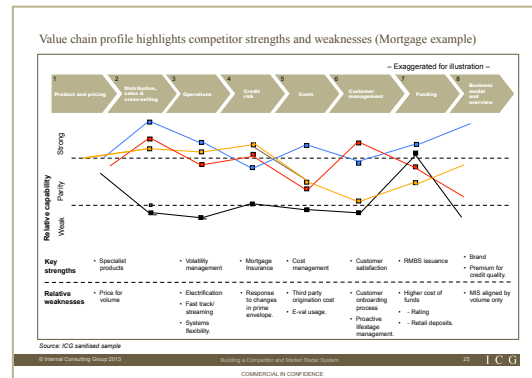 Value chain profile highlights competitor strengths and weaknesses (Mortgage example)
– Exaggerated for illustration –
1
Product and pricing
2
Distribution,
sales &
cross-selling
3
Operations
4
Credit
risk
5
Costs
6
Customer
management
7
Funding
8
Business
model
and
overview
Relative capability
Strong
Parity
Weak
Key
strengths
• Specialist
products
• Volatility
management
• Mortgage
Insurance
• Cost
management
• Customer
satisfaction
• RMBS issuance
• Brand
• Premium for
credit quality.
Relative
weaknesses
• Price for
volume
• Electrification
• Fast track/
streaming
• Systems
flexibility.
• Response
to changes
in prime
envelope.
• Third party
origination cost
• E-val usage.
• Customer
onboarding
process
• Proactive
lifestage
management.
• Higher cost of
funds
• - Rating
• - Retail deposits.
• MIS aligned by
volume only
Source: ICG sanitised sample
© Internal Consulting Group 2013
Building a Competitor and Market Radar System
25
I C G
COMMERCIAL IN CONFIDENCE